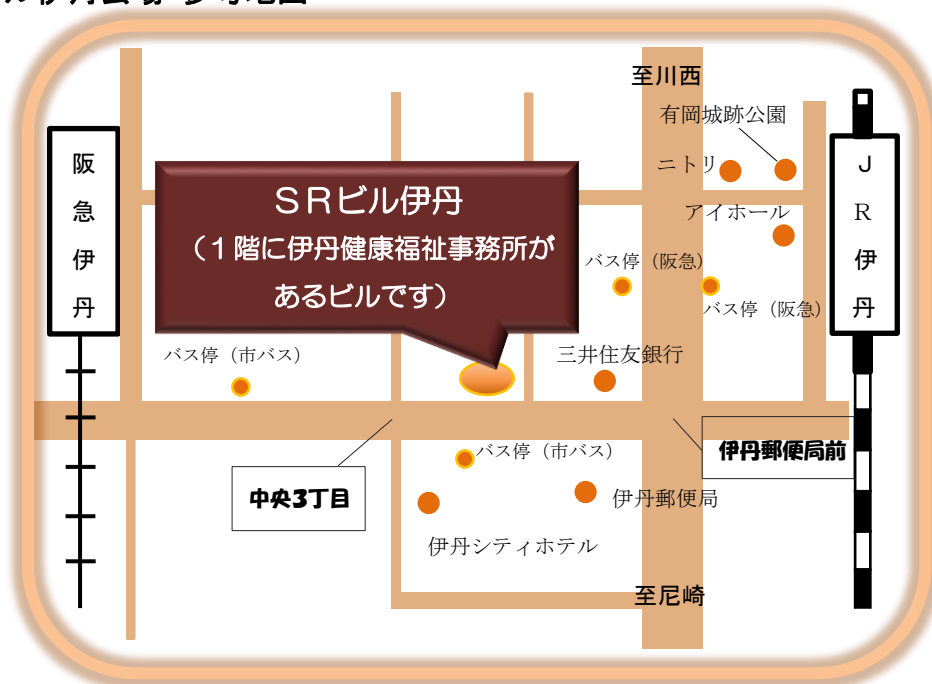 至川西
有岡城跡公園
ニトリ
アイホール
阪急伊丹
ＪＲ伊丹
ＳＲビル伊丹
（１階に伊丹健康福祉事務所が
あるビルです）
バス停（阪急）
バス停（阪急）
バス停（市バス）
三井住友銀行
伊丹郵便局前
バス停（市バス）
中央3丁目
伊丹郵便局
伊丹シティホテル
至尼崎